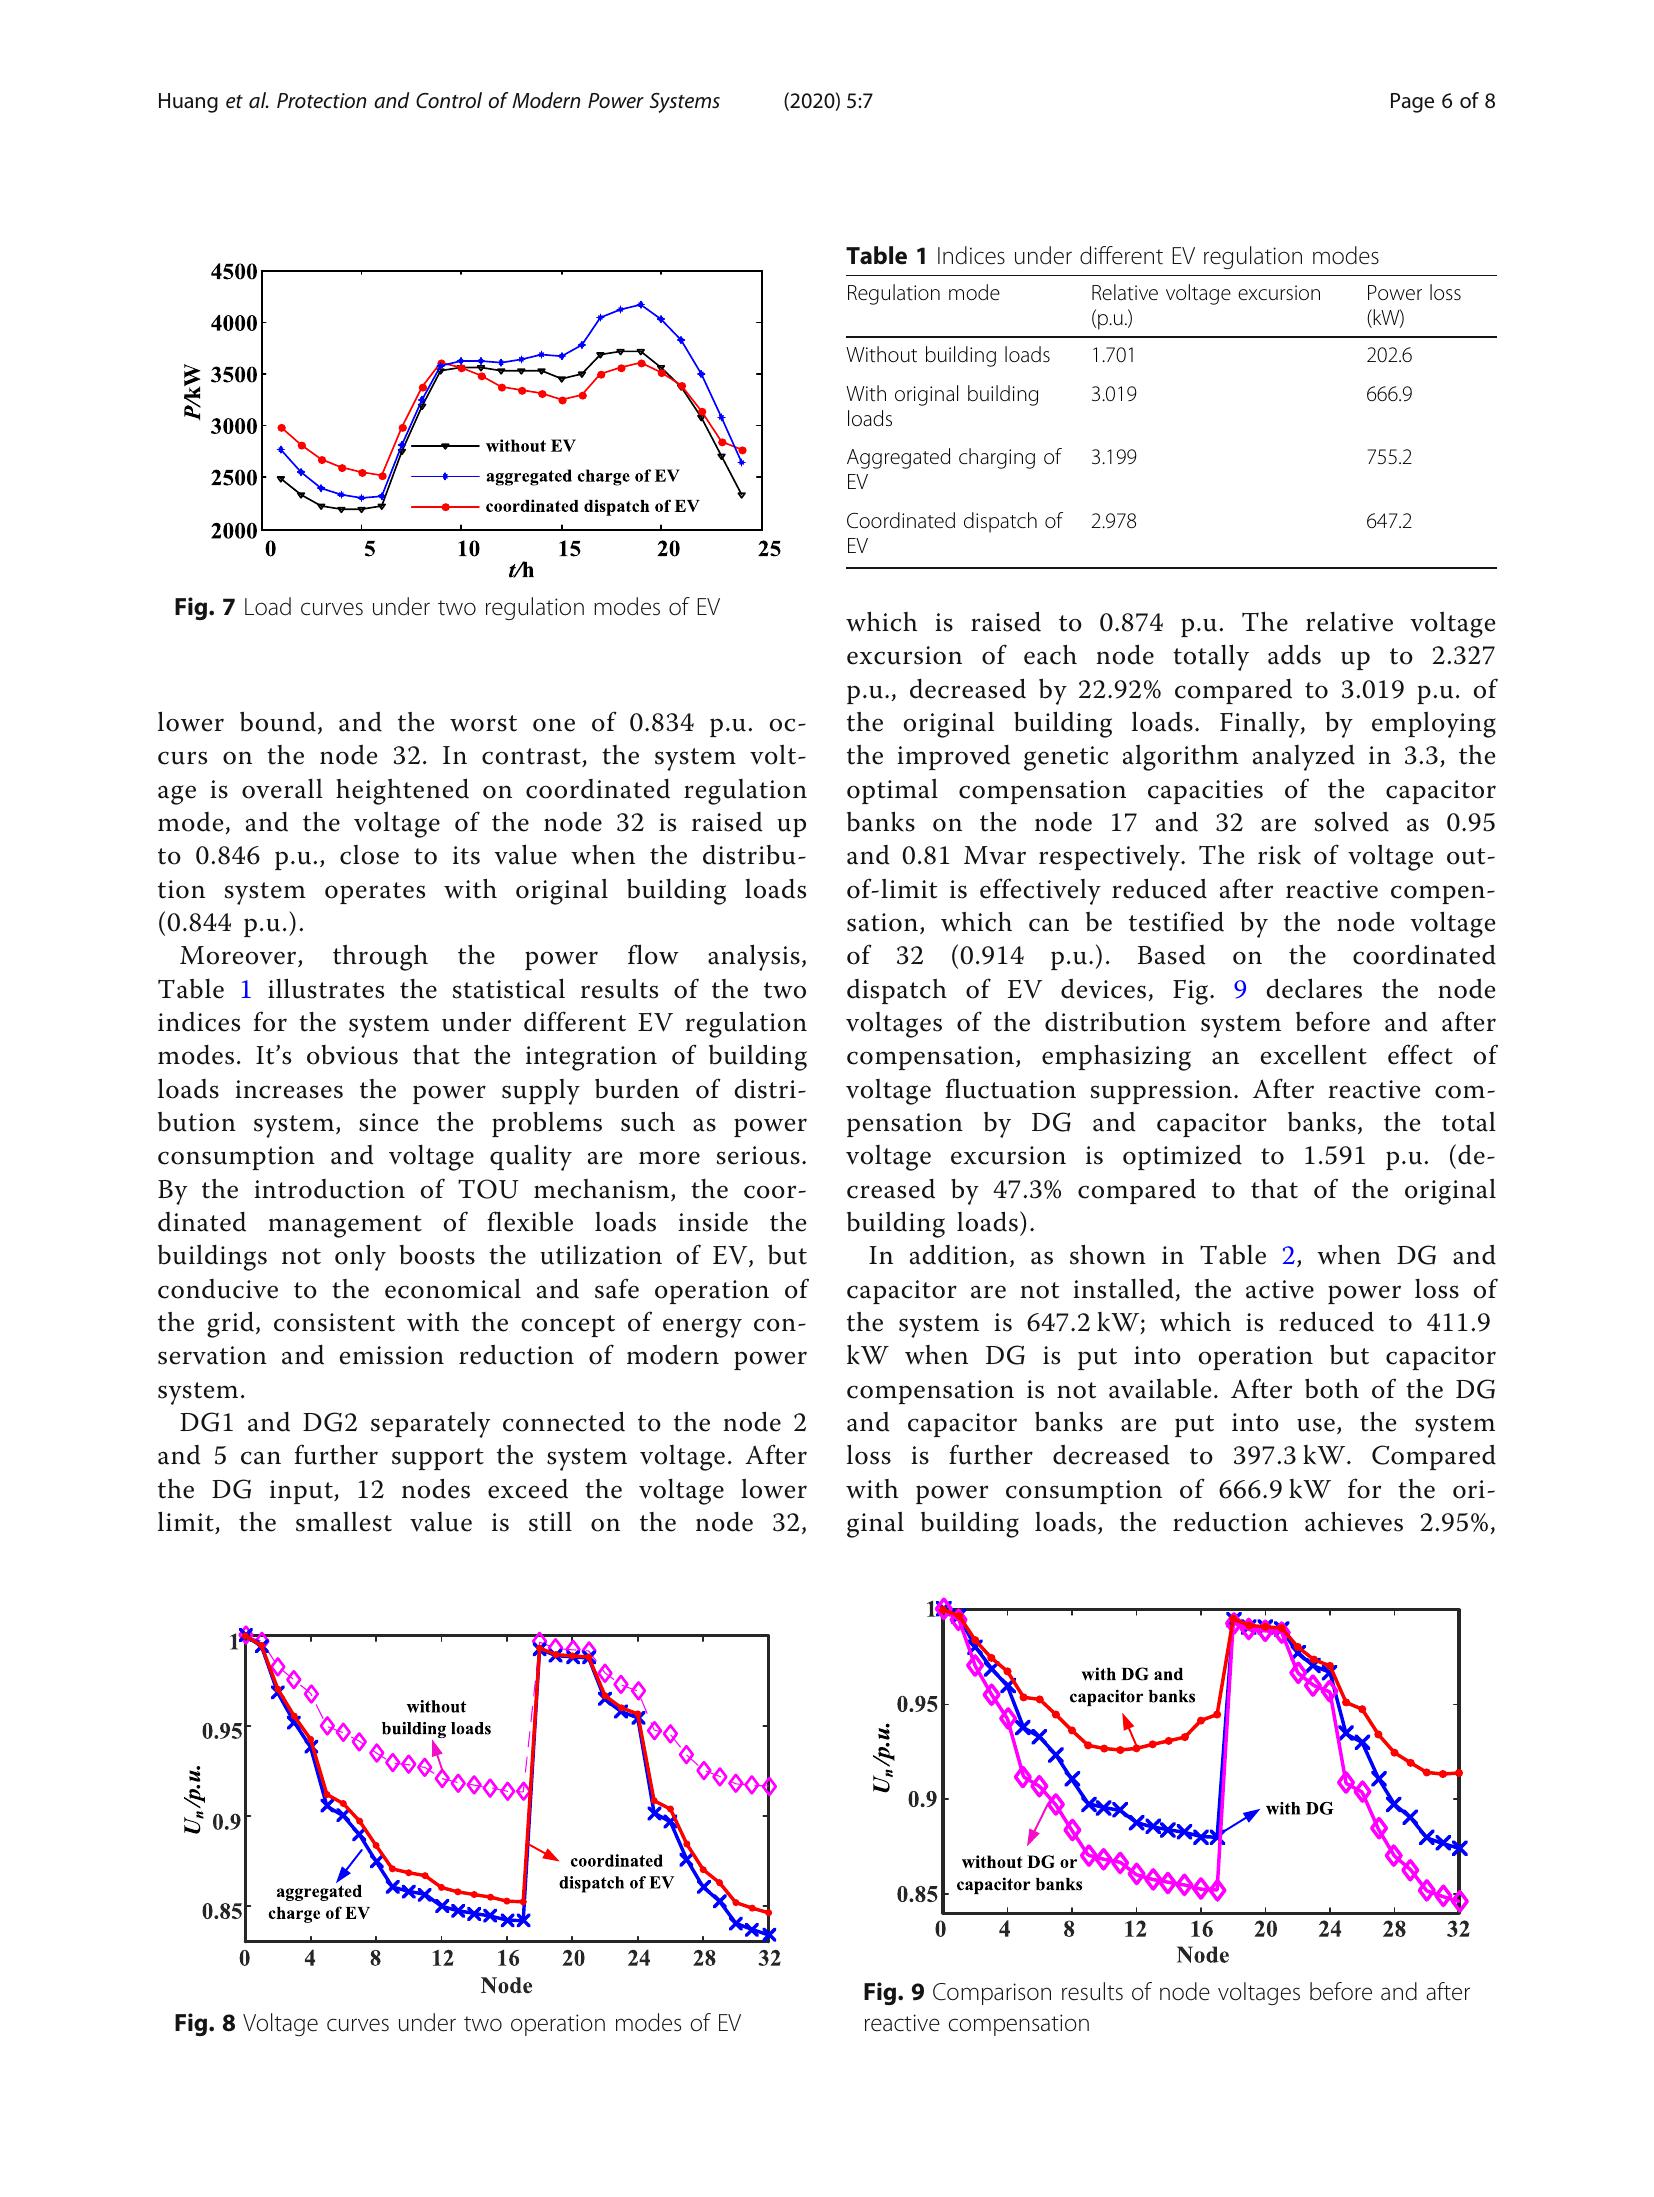 Huang et al. Protection and Control of Modern Power Systems (2020) 5:7 Page 6 of 8
4500
4000
3500
3000
2500
2000
P/kW
without EV
aggregated charge of EV
coordinated dispatch of EV
0 5 10 15 20 25
t/h
Fig. 7 Load curves under two regulation modes of EV
lower bound, and the worst one of 0.834 p.u. oc-
curs on the node 32. In contrast, the system volt-
age is overall heightened on coordinated regulation
mode, and the voltage of the node 32 is raised up
to 0.846 p.u., close to its value when the distribu-
tion system operates with original building loads
(0.844 p.u.).
Moreover, through the power flow analysis,
Table 1 illustrates the statistical results of the two
indices for the system under different EV regulation
modes. It's obvious that the integration of building
loads increases the power supply burden of distri-
bution system, since the problems such as power
consumption and voltage quality are more serious.
By the introduction of TOU mechanism, the coor-
dinated management of flexible loads inside the
buildings not only boosts the utilization of EV, but
conducive to the economical and safe operation of
the grid, consistent with the concept of energy con-
servation and emission reduction of modern power
system.
DG1 and DG2 separately connected to the node 2
and 5 can further support the system voltage. After
the DG input, 12 nodes exceed the voltage lower
limit, the smallest value is still on the node 32,
Table 1 Indices under different EV regulation modes
Regulation mode Relative voltage excursion Power loss
(p.u.) (kW)
Without building loads 1.701 202.6
With original building 3.019 666.9
loads
Aggregated charging of 3.199 755.2
EV
Coordinated dispatch of 2.978 647.2
EV
which is raised to 0.874 p.u. The relative voltage
excursion of each node totally adds up to 2.327
p.u., decreased by 22.92% compared to 3.019 p.u. of
the original building loads. Finally, by employing
the improved genetic algorithm analyzed in 3.3, the
optimal compensation capacities of the capacitor
banks on the node 17 and 32 are solved as 0.95
and 0.81 Mvar respectively. The risk of voltage out-
of-limit is effectively reduced after reactive compen-
sation, which can be testified by the node voltage
of 32 (0.914 p.u.). Based on the coordinated
dispatch of EV devices, Fig. 9 declares the node
voltages of the distribution system before and after
compensation, emphasizing an excellent effect of
voltage fluctuation suppression. After reactive com-
pensation by DG and capacitor banks, the total
voltage excursion is optimized to 1.591 p.u. (de-
creased by 47.3% compared to that of the original
building loads).
In addition, as shown in Table 2, when DG and
capacitor are not installed, the active power loss of
the system is 647.2 kW; which is reduced to 411.9
kW when DG is put into operation but capacitor
compensation is not available. After both of the DG
and capacitor banks are put into use, the system
loss is further decreased to 397.3 kW. Compared
with power consumption of 666.9 kW for the ori-
ginal building loads, the reduction achieves 2.95%,
1
0.95
0.9
0.85
Un/p.u.
without
building loads
coordinated
dispatch of EV
aggregated
charge of EV
0 4 8 12 16 20 24 28 32
Node
Fig. 8 Voltage curves under two operation modes of EV
1
0.95
0.9
0.85
Un/p.u.
with DG and
capacitor banks
with DG
without DG or
capacitor banks
0 4 8 12 16 20 24 28 32
Node
Fig. 9 Comparison results of node voltages before and after
reactive compensation